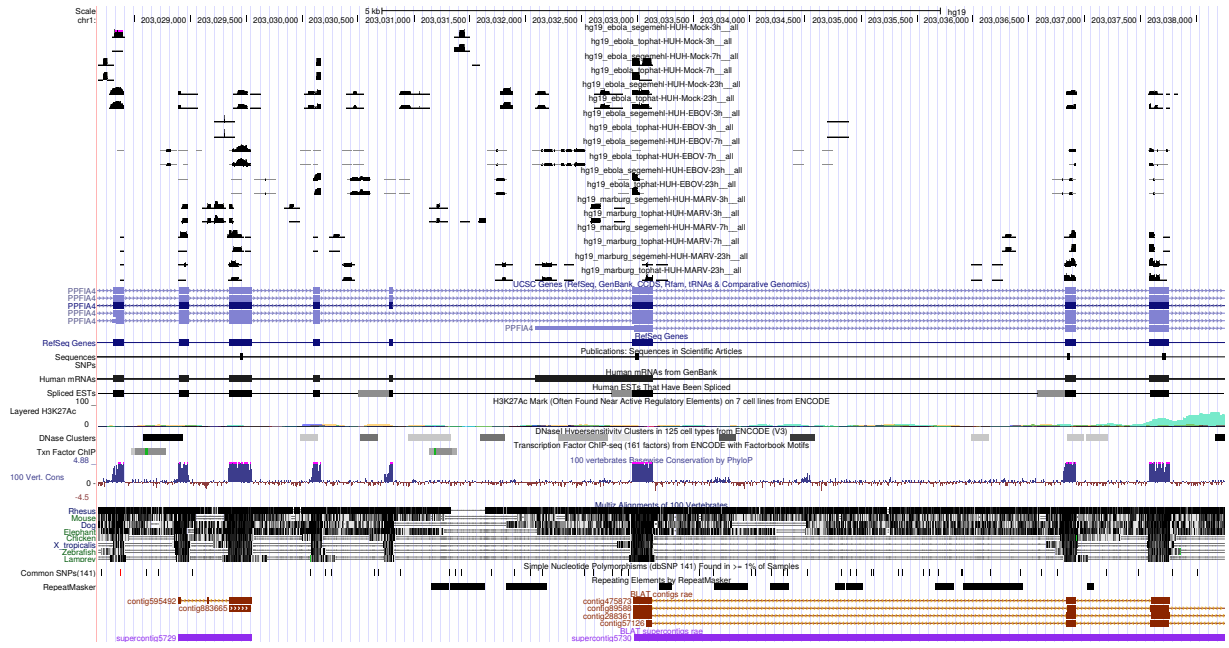 Scale 5 kb hg19
chr1: 203,029,000 203,029,500 203,030,000 203,030,500 203,031,000 203,031,500 203,032,000 203,032,500 203,033,000 203,033,500 203,034,000 203,034,500 203,035,000 203,035,500 203,036,000 203,036,500 203,037,000 203,037,500 203,038,000
hg19_ebola_segemehl-HUH-Mock-3h__all
hg19_ebola_tophat-HUH-Mock-3h__all
hg19_ebola_segemehl-HUH-Mock-7h__all
hg19_ebola_tophat-HUH-Mock-7h__all
hg19_ebola_segemehl-HUH-Mock-23h__all
hg19_ebola_tophat-HUH-Mock-23h__all
hg19_ebola_segemehl-HUH-EBOV-3h__all
hg19_ebola_tophat-HUH-EBOV-3h__all
hg19_ebola_segemehl-HUH-EBOV-7h__all
hg19_ebola_tophat-HUH-EBOV-7h__all
hg19_ebola_segemehl-HUH-EBOV-23h__all
hg19_ebola_tophat-HUH-EBOV-23h__all
hg19_marburg_segemehl-HUH-MARV-3h__all
hg19_marburg_tophat-HUH-MARV-3h__all
hg19_marburg_segemehl-HUH-MARV-7h__all
hg19_marburg_tophat-HUH-MARV-7h__all
hg19_marburg_segemehl-HUH-MARV-23h__all
hg19_marburg_tophat-HUH-MARV-23h__all
UCSC Genes (RefSeq, GenBank, CCDS, Rfam, tRNAs & Comparative Genomics)
PPFIA4
PPFIA4
PPFIA4
PPFIA4
PPFIA4
PPFIA4
RefSeq Genes
RefSeq Genes
Publications: Sequences in Scientific Articles
Sequences
SNPs
Human mRNAs from GenBank
Human mRNAs
Human ESTs That Have Been Spliced
Spliced ESTs
100
H3K27Ac Mark (Often Found Near Active Regulatory Elements) on 7 cell lines from ENCODE
Layered H3K27Ac
0
DNaseI Hypersensitivity Clusters in 125 cell types from ENCODE (V3)
DNase Clusters
Transcription Factor ChIP-seq (161 factors) from ENCODE with Factorbook Motifs
Txn Factor ChIP
4.88
100 vertebrates Basewise Conservation by PhyloP
100 Vert. Cons
0
-4.5
Multiz Alignments of 100 Vertebrates
Rhesus
Mouse
Dog
Elephant
Chicken
X_tropicalis
Zebrafish
Lamprey
Simple Nucleotide Polymorphisms (dbSNP 141) Found in >= 1% of Samples
Common SNPs(141)
Repeating Elements by RepeatMasker
RepeatMasker
BLAT contigs rae
contig595492 contig475873
contig883665 contig89588
contig288361
contig57126
BLAT supercontigs rae
supercontig5729 supercontig5730